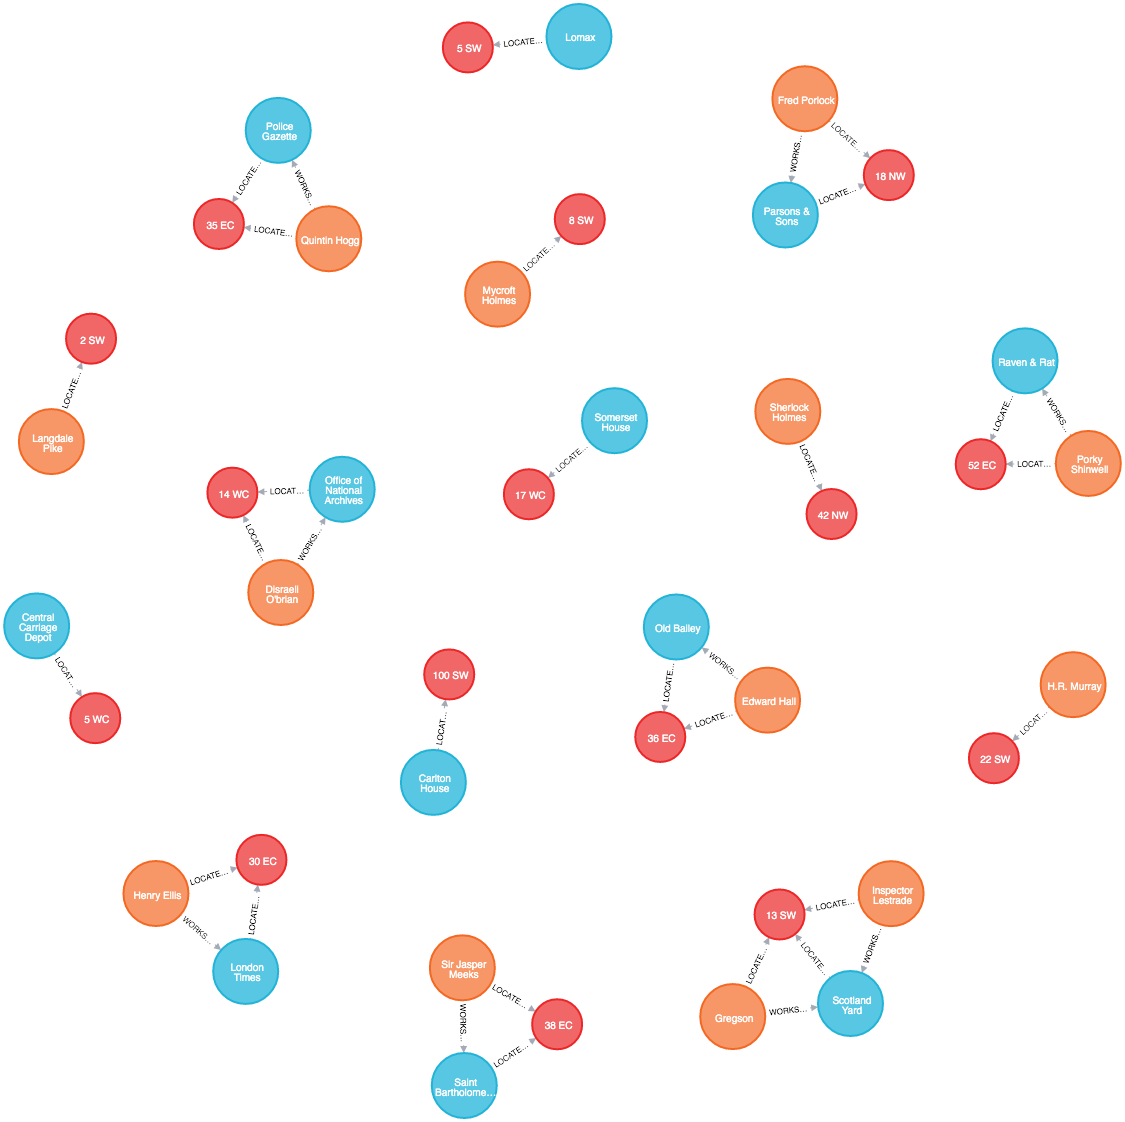 5 SW
LOCATE...
Lomax
Police
Gazette
LOCATE...
WORKS...
35 EC
LOCATE...
Quintin Hogg
Fred Porlock
WORKS...
LOCATE...
18 NW
LOCATE...
Parsons &
Sons
8 SW
LOCATE...
Mycroft
Holmes
2 SW
LOCATE...
Langdale
Pike
Somerset
House
LOCATE...
17 WC
Sherlock
Holmes
LOCATE...
42 NW
Raven & Rat
LOCATE...
WORKS...
52 EC
LOCAT...
Porky
Shinwell
14 WC
LOCAT...
Office of
National
Archives
LOCATE...
WORKS...
Disraeli
O'brian
Central
Carriage
Depot
LOCAT...
5 WC
100 SW
LOCAT...
Carlton
House
Old Bailey
WORKS...
LOCATE...
Edward Hall
LOCATE...
36 EC
H.R. Murray
LOCAT...
22 SW
30 EC
LOCATE...
Henry Ellis
WORKS...
LOCATE...
London
Times
Sir Jasper
Meeks
LOCATE...
WORKS...
38 EC
LOCATE...
Saint
Bartholome...
Inspector
Lestrade
LOCATE...
13 SW
WORKS...
LOCATE...
LOCATE...
Gregson
WORKS...
Scotland
Yard